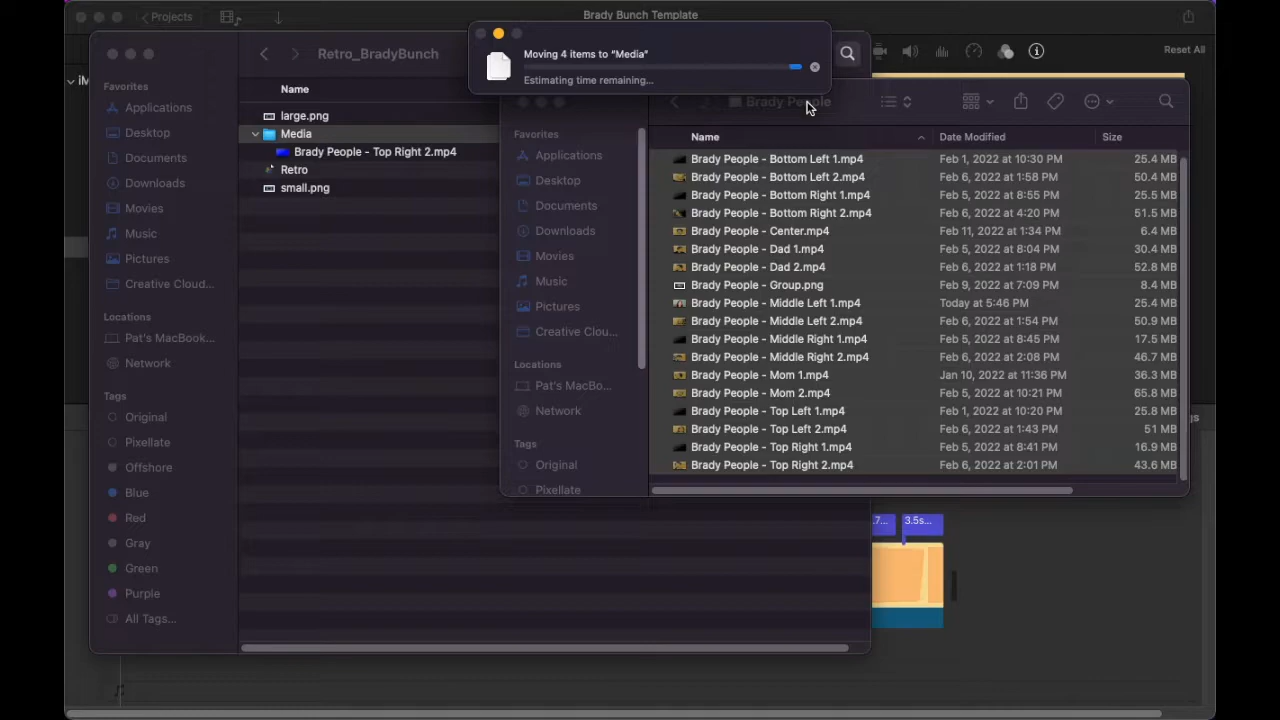 Brady Bunch Template
Projects
Reset All
iM
Retro_BradyBunch
Moving 4 items to “Media”
Estimating time remaining...
Favorites
Applications
Desktop
Documents
Downloads
Movies
Music
Pictures
Creative Cloud...
Locations
Pat's MacBook...
Network
Tags
Original
Pixellate
Offshore
Blue
Red
Gray
Green
Purple
All Tags...
Name
large.png
Media
Brady People - Top Right 2.mp4
Retro
small.png
Brady People
Favorites
Applications
Desktop
Documents
Downloads
Movies
Music
Pictures
Creative Clou...
Locations
Pat's MacBo...
Network
Tags
Original
Pixellate
Name Date Modified Size
Brady People - Bottom Left 1.mp4 Feb 1, 2022 at 10:30 PM 25.4 MB
Brady People - Bottom Left 2.mp4 Feb 6, 2022 at 1:58 PM 50.4 MB
Brady People - Bottom Right 1.mp4 Feb 5, 2022 at 8:55 PM 25.5 MB
Brady People - Bottom Right 2.mp4 Feb 6, 2022 at 4:20 PM 51.5 MB
Brady People - Center.mp4 Feb 11, 2022 at 1:34 PM 6.4 MB
Brady People - Dad 1.mp4 Feb 5, 2022 at 8:04 PM 30.4 MB
Brady People - Dad 2.mp4 Feb 6, 2022 at 1:18 PM 52.8 MB
Brady People - Group.png Feb 9, 2022 at 7:09 PM 8.4 MB
Brady People - Middle Left 1.mp4 Today at 5:46 PM 25.4 MB
Brady People - Middle Left 2.mp4 Feb 6, 2022 at 1:54 PM 50.9 MB
Brady People - Middle Right 1.mp4 Feb 5, 2022 at 8:45 PM 17.5 MB
Brady People - Middle Right 2.mp4 Feb 6, 2022 at 2:08 PM 46.7 MB
Brady People - Mom 1.mp4 Jan 10, 2022 at 11:36 PM 36.3 MB
Brady People - Mom 2.mp4 Feb 5, 2022 at 10:21 PM 65.8 MB
Brady People - Top Left 1.mp4 Feb 1, 2022 at 10:20 PM 25.8 MB
Brady People - Top Left 2.mp4 Feb 6, 2022 at 1:43 PM 51 MB
Brady People - Top Right 1.mp4 Feb 5, 2022 at 8:41 PM 16.9 MB
Brady People - Top Right 2.mp4 Feb 6, 2022 at 2:01 PM 43.6 MB
gs
.7... 3.5s...